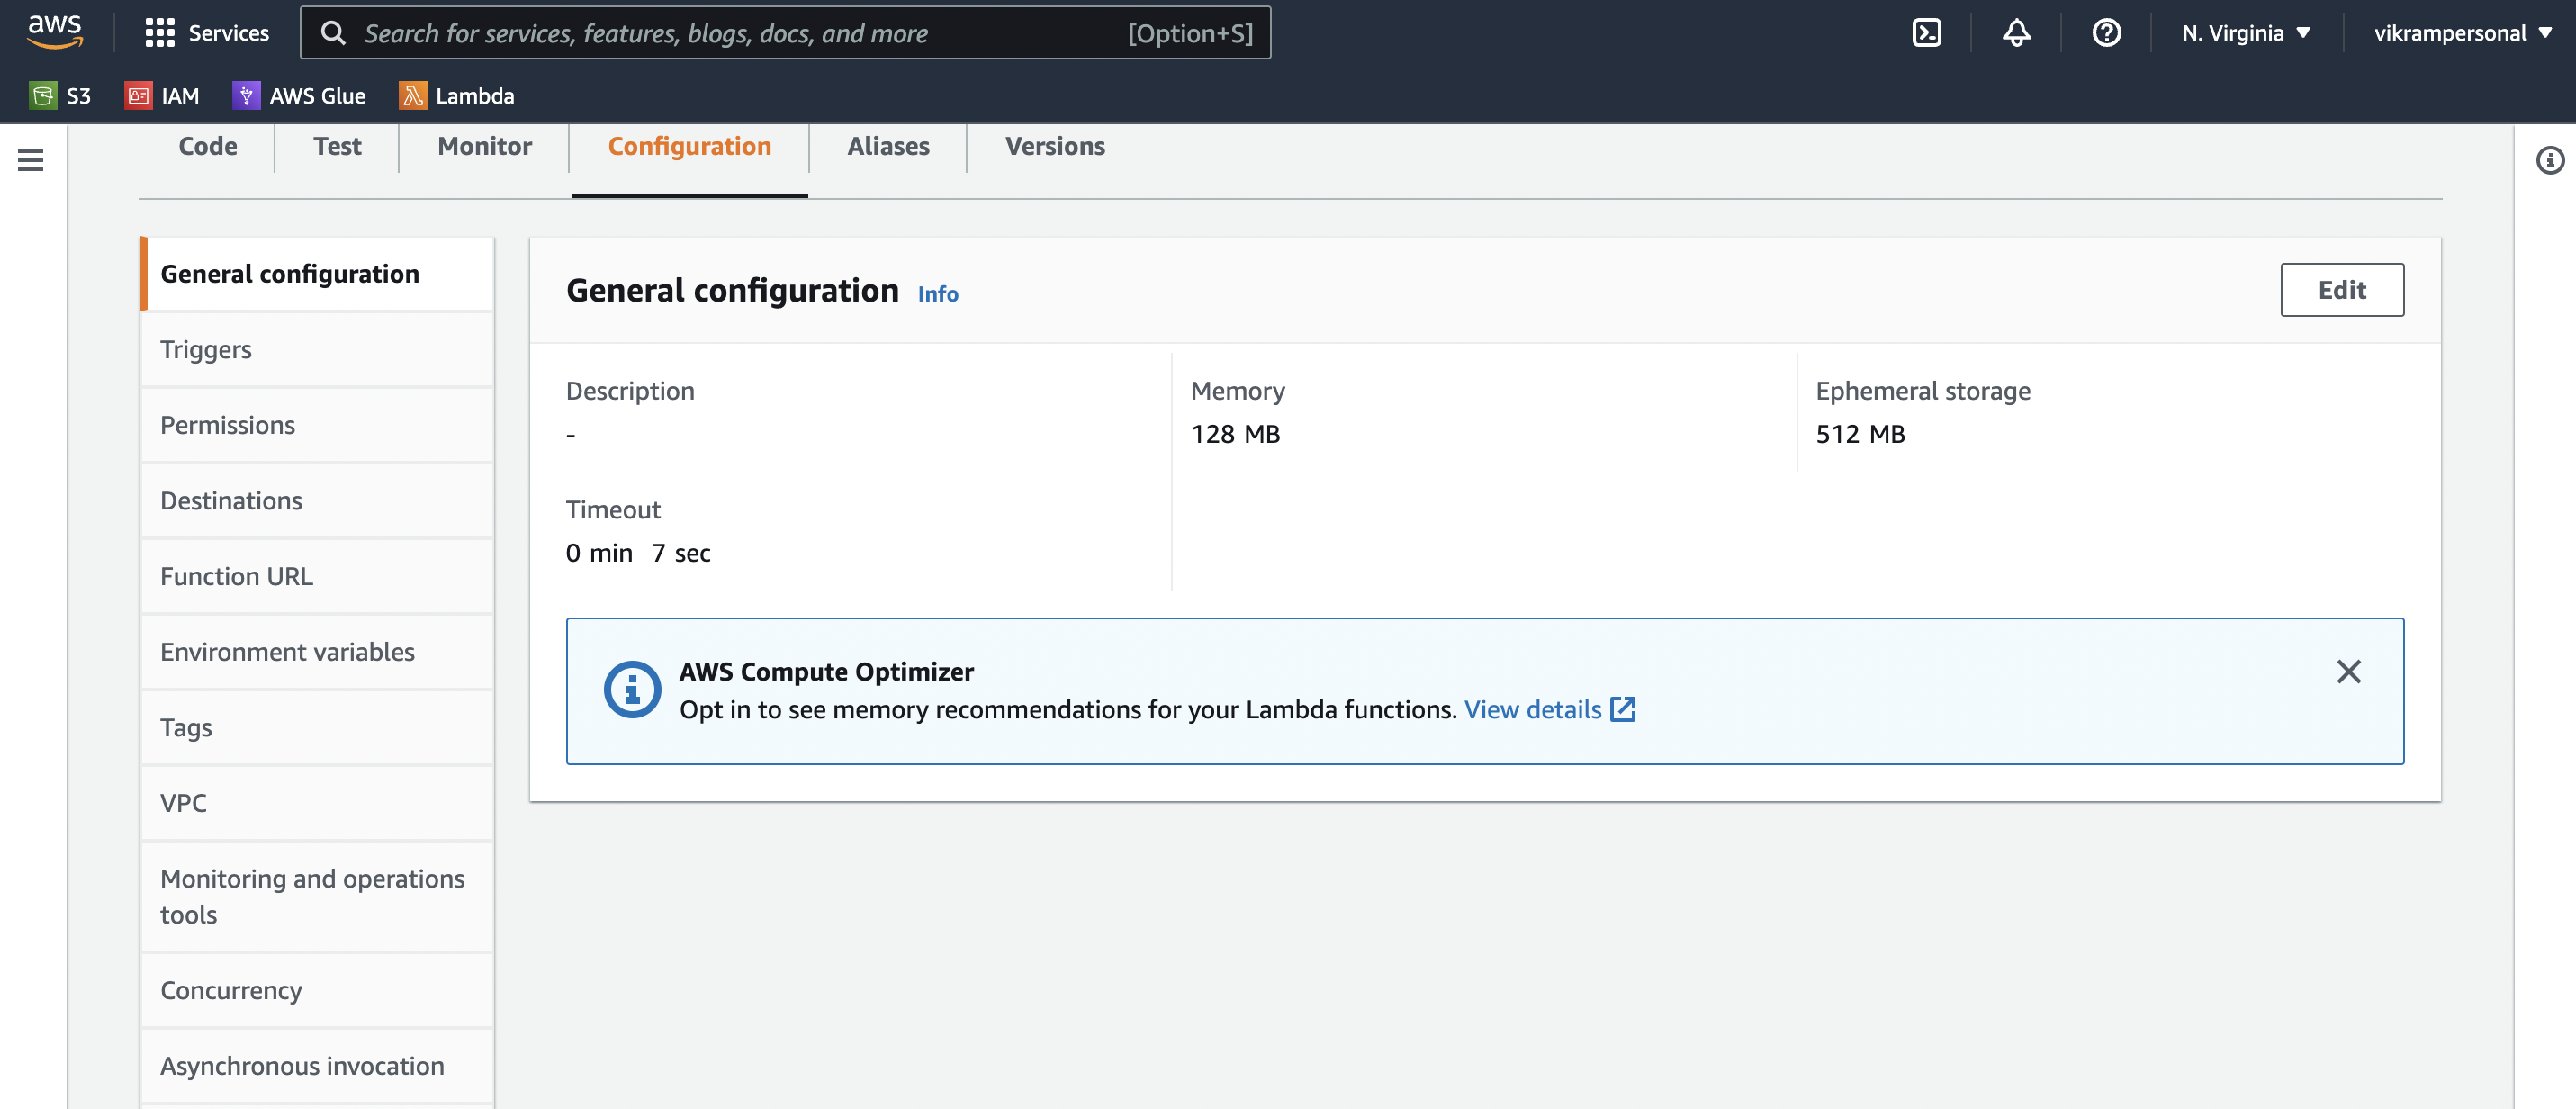 aws Services Search for services, features, blogs, docs, and more [Option+S] N. Virginia vikrampersonal
S3 IAM AWS Glue Lambda
Code Test Monitor Configuration Aliases Versions
General configuration
Triggers
Permissions
Destinations
Function URL
Environment variables
Tags
VPC
Monitoring and operations
tools
Concurrency
Asynchronous invocation
General configuration Info Edit
Description Memory Ephemeral storage
- 128 MB 512 MB
Timeout
0 min 7 sec
AWS Compute Optimizer
Opt in to see memory recommendations for your Lambda functions. View details